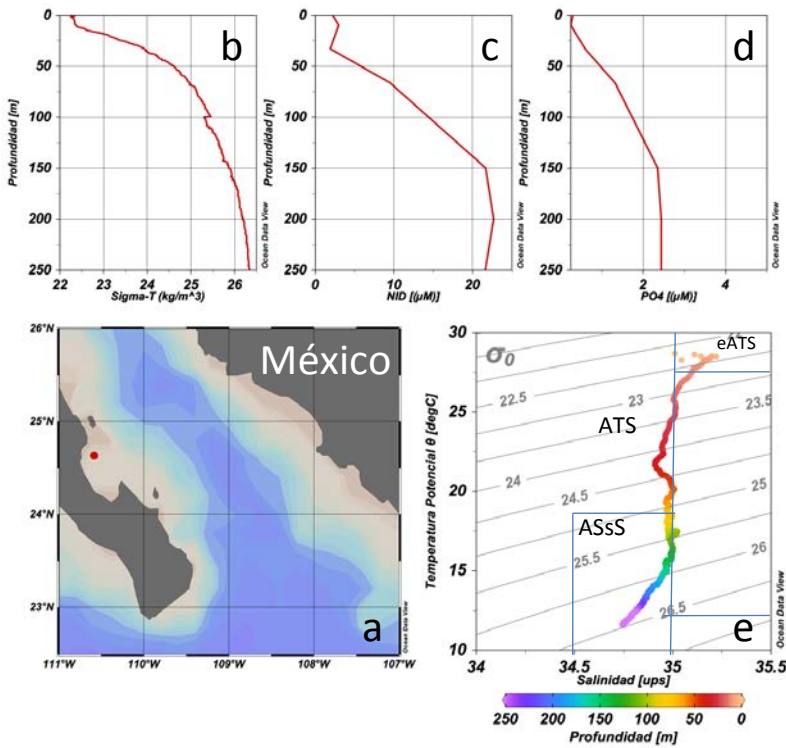 b
0
50
100
150
200
250
Profundidad [m]
22
23
24
25
26
Sigma-T (kg/m^3)
Ocean Data View
c
0
50
100
150
200
250
Profundidad [m]
0
10
20
NID [(µM)]
Ocean Data View
d
0
50
100
150
200
250
Profundidad [m]
2
4
PO4 [(µM)]
Ocean Data View
México
26°N
25°N
24°N
23°N
111°W
110°W
109°W
108°W
107°W
a
Ocean Data View
σ0
eATS
ATS
ASsS
22.5
23
23.5
24
24.5
25
25.5
26
26.5
30
25
20
15
10
Temperatura Potencial θ [degC]
34
34.5
35
35.5
Salinidad [ups]
e
Ocean Data View
250
200
150
100
50
0
Profundidad [m]